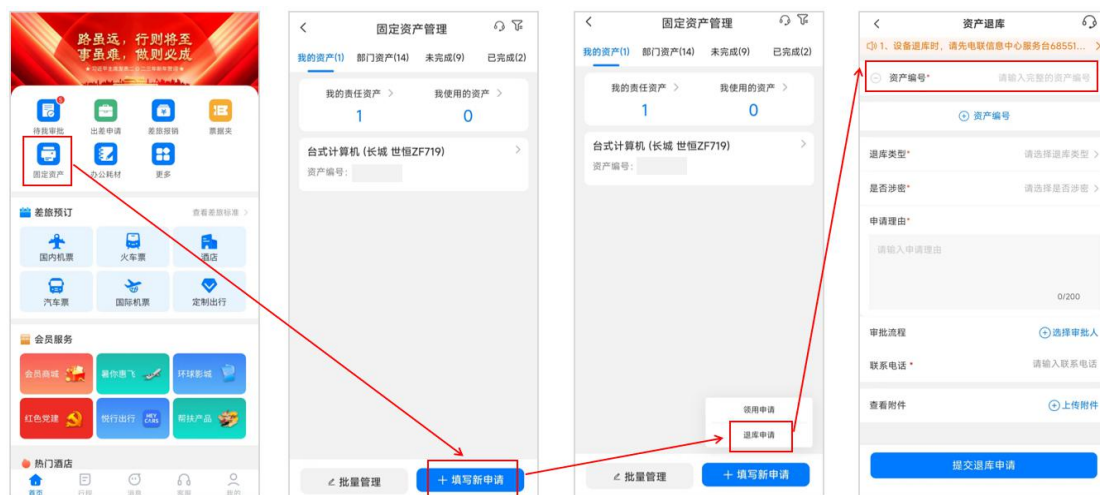 路虽远，行则将至
事虽难，做则必成
5
待我审批
出差申请
差旅报销
票据夹
固定资产
办公耗材
更多
差旅预订
查看差旅标准 >
国内机票
火车票
酒店
汽车票
国际机票
定制出行
会员服务
会员商城
暑你惠飞
环球影城
红色党建
悦行出行
HEY CARS
帮扶产品
热门酒店
首页
行程
消息
客服
我的
固定资产管理
我的资产(1)
部门资产(14)
未完成(9)
已完成(2)
我的责任资产 >
我使用的资产 >
1
0
台式计算机 (长城 世恒ZF719)
资产编号:
批量管理
+ 填写新申请
固定资产管理
我的资产(1)
部门资产(14)
未完成(9)
已完成(2)
我的责任资产 >
我使用的资产 >
1
0
台式计算机 (长城 世恒ZF719)
资产编号:
领用申请
退库申请
批量管理
+ 填写新申请
资产退库
1、设备退库时，请先电联信息中心服务台68551...
资产编号*
请输入完整的资产编号
资产编号
退库类型*
请选择退库类型 >
是否涉密*
请选择是否涉密 >
申请理由*
请输入申请理由
0/200
审批流程
选择审批人
联系电话 *
请输入联系电话
查看附件
上传附件
提交退库申请